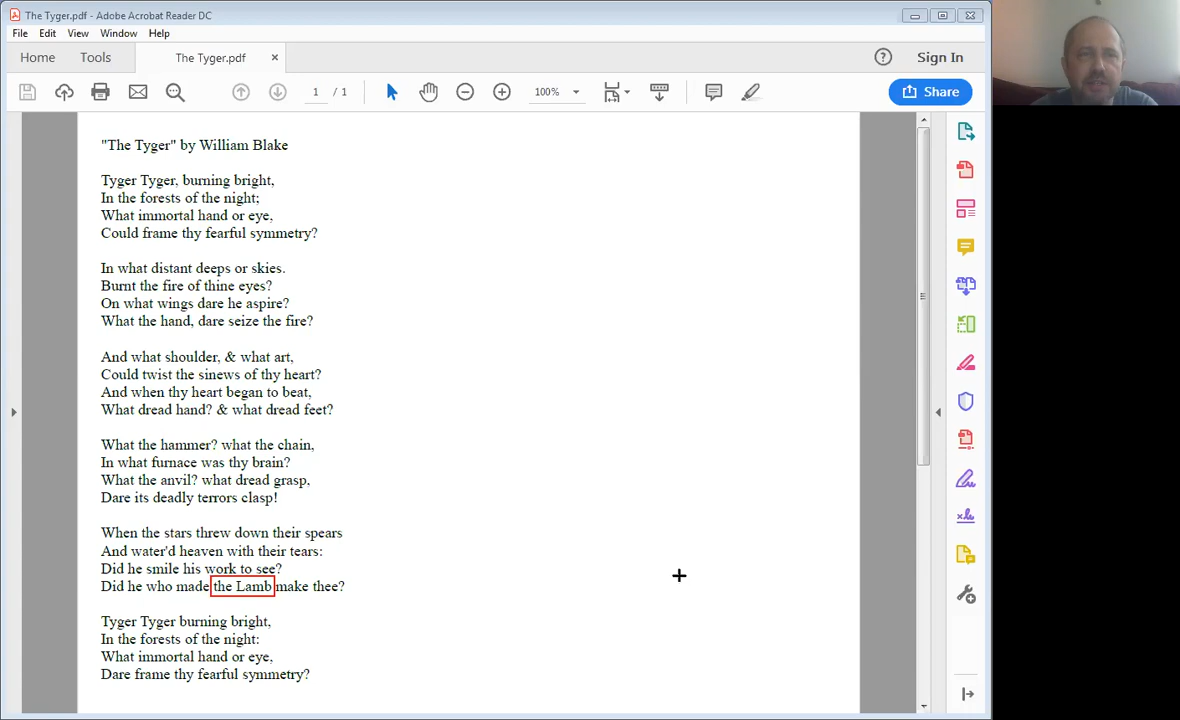 The Tyger.pdf - Adobe Acrobat Reader DC
File Edit View Window Help
Home Tools The Tyger.pdf × ? Sign In
1 / 1 100% Share
"The Tyger" by William Blake
Tyger Tyger, burning bright,
In the forests of the night;
What immortal hand or eye,
Could frame thy fearful symmetry?
In what distant deeps or skies.
Burnt the fire of thine eyes?
On what wings dare he aspire?
What the hand, dare seize the fire?
And what shoulder, & what art,
Could twist the sinews of thy heart?
And when thy heart began to beat,
What dread hand? & what dread feet?
What the hammer? what the chain,
In what furnace was thy brain?
What the anvil? what dread grasp,
Dare its deadly terrors clasp!
When the stars threw down their spears
And water'd heaven with their tears:
Did he smile his work to see?
Did he who made the Lamb make thee?
Tyger Tyger burning bright,
In the forests of the night:
What immortal hand or eye,
Dare frame thy fearful symmetry?